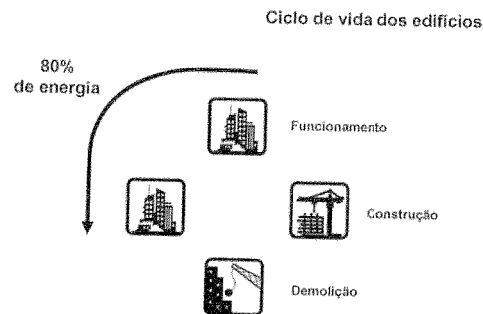 Ciclo de vida dos edifícios
80%
de energia
Funcionamento
Construção
Demolição